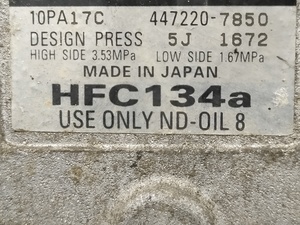 10PA17C 447220-7850
DESIGN PRESS 5J 1672
HIGH SIDE 3.53MPa LOW SIDE 1.67MPa
MADE IN JAPAN
HFC134a
USE ONLY ND-OIL 8